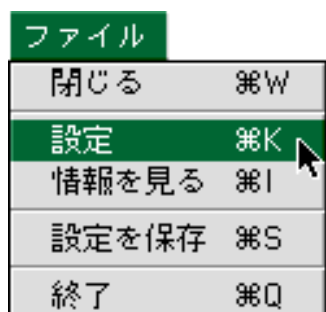 ファイル
閉じる ⌘W
設定 ⌘K
情報を見る ⌘I
設定を保存 ⌘S
終了 ⌘Q